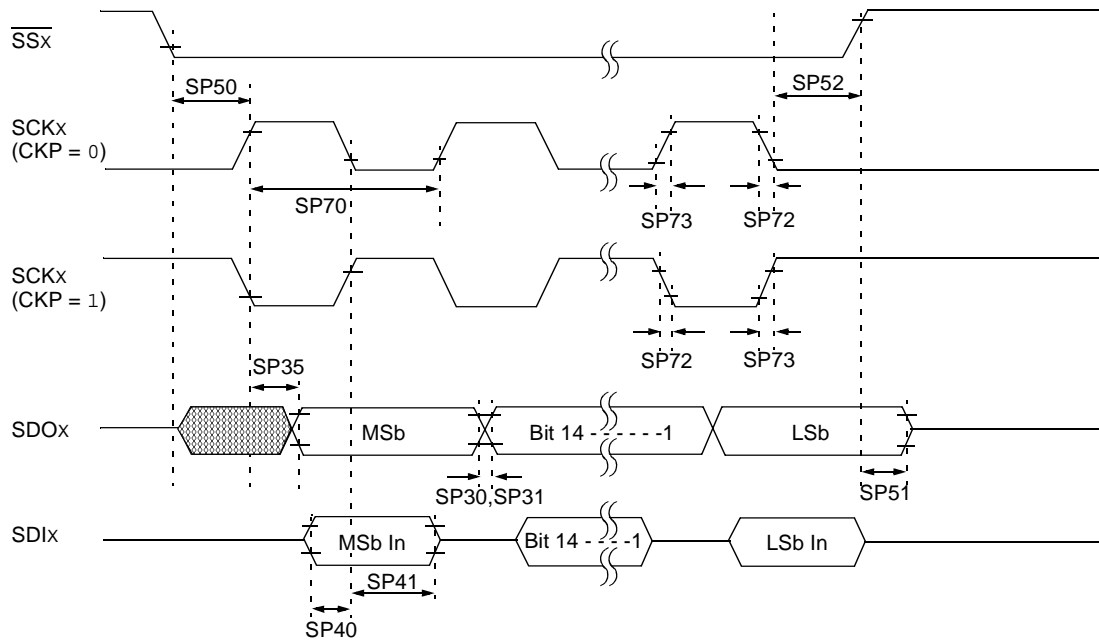 SSX
SP50
SP52
SCKX
(CKP = 0)
SP70
SP73
SP72
SCKX
(CKP = 1)
SP35
SP72
SP73
SDOX
MSb
Bit 14 - - - - - -1
LSb
SP30,SP31
SP51
SDIX
MSb In
Bit 14 - - - -1
LSb In
SP41
SP40